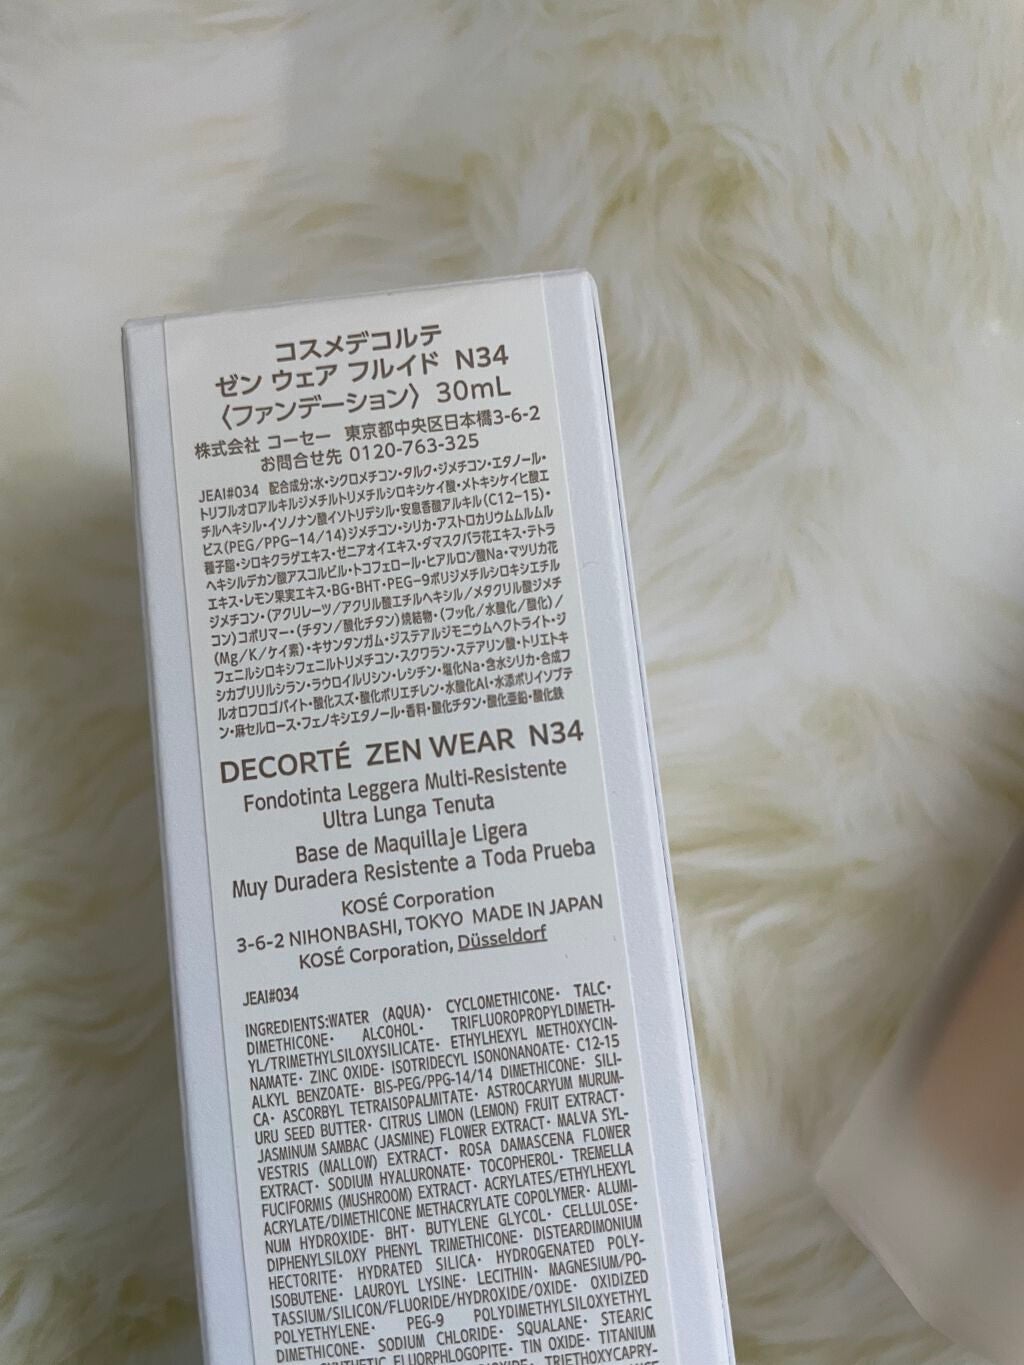 コスメデコルテ
ゼン ウェア フルイド N34
〈ファンデーション〉 30mL
株式会社 コーセー 東京都中央区日本橋3-6-2
お問合せ先 0120-763-325
JEAI#034 配合成分:水・シクロメチコン・タルク・ジメチコン・エタノール・
トリフルオロアルキルジメチルトリメチルシロキシケイ酸・メトキシケイヒ酸エ
チルヘキシル・イソノナン酸イソトリデシル・安息香酸アルキル(C12-15)・
ビス(PEG/PPG-14/14)ジメチコン・シリカ・アストロカリウムムルムル
種子脂・シロキクラゲエキス・ゼニアオイエキス・ダマスクバラ花エキス・テトラ
ヘキシルデカン酸アスコルビル・トコフェロール・ヒアルロン酸Na・マツリカ花
エキス・レモン果実エキス・BG・BHT・PEG-9ポリジメチルシロキシエチル
ジメチコン・(アクリレーツ/アクリル酸エチルヘキシル/メタクリル酸ジメチ
コン)コポリマー・(チタン/酸化チタン)焼結物・(フッ化/水酸化/酸化)/
(Mg/K/ケイ素)・キサンタンガム・ジステアルジモニウムヘクトライト・ジ
フェニルシロキシフェニルトリメチコン・スクワラン・ステアリン酸・トリエトキ
シカプリリルシラン・ラウロイルリシン・レシチン・塩化Na・含水シリカ・合成フ
ルオロフロゴパイト・酸化スズ・酸化ポリエチレン・水酸化Al・水添ポリイソブテ
ン・麻セルロース・フェノキシエタノール・香料・酸化チタン・酸化亜鉛・酸化鉄
DECORTÉ ZEN WEAR N34
Fondotinta Leggera Multi-Resistente
Ultra Lunga Tenuta
Base de Maquillaje Ligera
Muy Duradera Resistente a Toda Prueba
KOSÉ Corporation
3-6-2 NIHONBASHI, TOKYO MADE IN JAPAN
KOSÉ Corporation, Düsseldorf
JEAI#034
INGREDIENTS:WATER (AQUA)· CYCLOMETHICONE· TALC·
DIMETHICONE· ALCOHOL· TRIFLUOROPROPYLDIMETH-
YL/TRIMETHYLSILOXYSILICATE· ETHYLHEXYL METHOXYCIN-
NAMATE· ZINC OXIDE· ISOTRIDECYL ISONONANOATE· C12-15
ALKYL BENZOATE· BIS-PEG/PPG-14/14 DIMETHICONE· SILI-
CA· ASCORBYL TETRAISOPALMITATE· ASTROCARYUM MURUM-
URU SEED BUTTER· CITRUS LIMON (LEMON) FRUIT EXTRACT·
JASMINUM SAMBAC (JASMINE) FLOWER EXTRACT· MALVA SYL-
VESTRIS (MALLOW) EXTRACT· ROSA DAMASCENA FLOWER
EXTRACT· SODIUM HYALURONATE· TOCOPHEROL· TREMELLA
FUCIFORMIS (MUSHROOM) EXTRACT· ACRYLATES/ETHYLHEXYL
ACRYLATE/DIMETHICONE METHACRYLATE COPOLYMER· ALUMI-
NUM HYDROXIDE· BHT· BUTYLENE GLYCOL· CELLULOSE·
DIPHENYLSILOXY PHENYL TRIMETHICONE· DISTEARDIMONIUM
HECTORITE· HYDRATED SILICA· HYDROGENATED POLY-
ISOBUTENE· LAUROYL LYSINE· LECITHIN· MAGNESIUM/PO-
TASSIUM/SILICON/FLUORIDE/HYDROXIDE/OXIDE· OXIDIZED
POLYETHYLENE· PEG-9 POLYDIMETHYLSILOXYETHYL
DIMETHICONE· SODIUM CHLORIDE· SQUALANE· STEARIC
FLUORPHLOGOPITE· TIN OXIDE· TITANIUM
TRIETHOXYCAPRY-